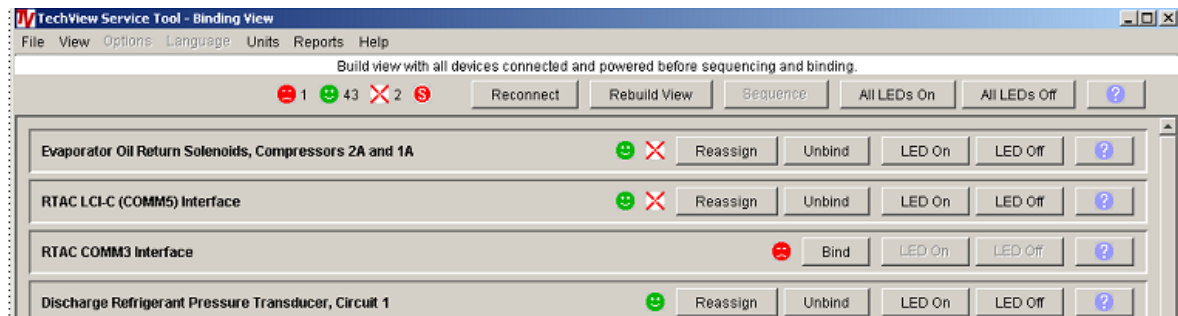 TechView Service Tool - Binding View
File View Options Language Units Reports Help
Build view with all devices connected and powered before sequencing and binding.
1 43 2 S Reconnect Rebuild View Sequence All LEDs On All LEDs Off ?
Evaporator Oil Return Solenoids, Compressors 2A and 1A Reassign Unbind LED On LED Off ?
RTAC LCI-C (COMM5) Interface Reassign Unbind LED On LED Off ?
RTAC COMM3 Interface Bind LED On LED Off ?
Discharge Refrigerant Pressure Transducer, Circuit 1 Reassign Unbind LED On LED Off ?